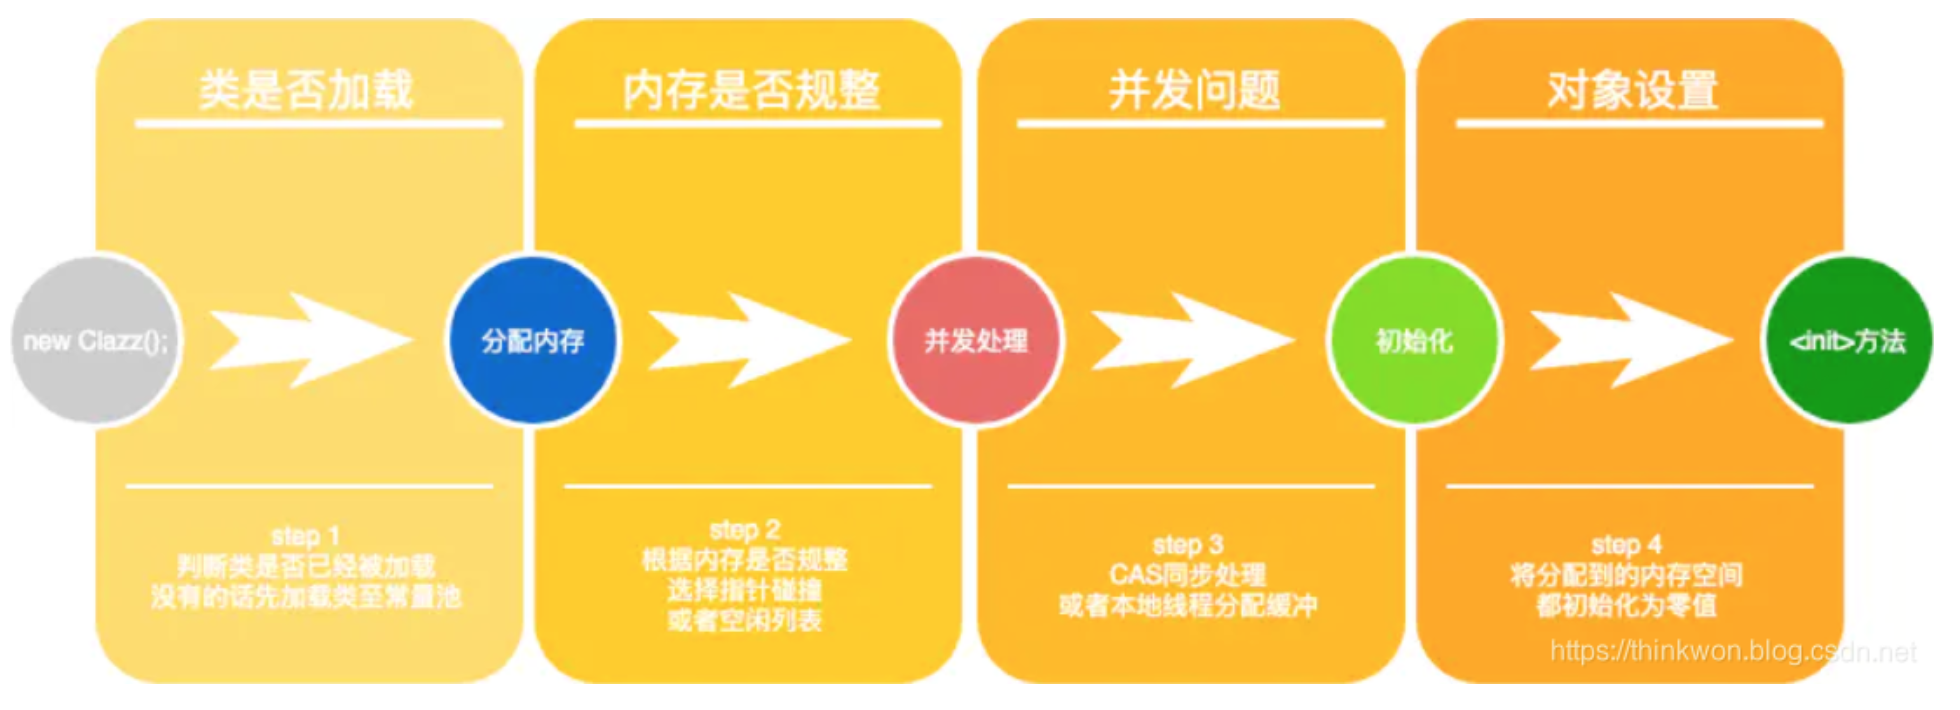 类是否加载
内存是否规整
并发问题
对象设置
new Clazz();
分配内存
并发处理
初始化
<init>方法
step 1
判断类是否已经被加载
没有的话先加载类至常量池
step 2
根据内存是否规整
选择指针碰撞
或者空闲列表
step 3
CAS同步处理
或者本地线程分配缓冲
step 4
将分配到的内存空间
都初始化为零值
https://thinkwon.blog.csdn.net